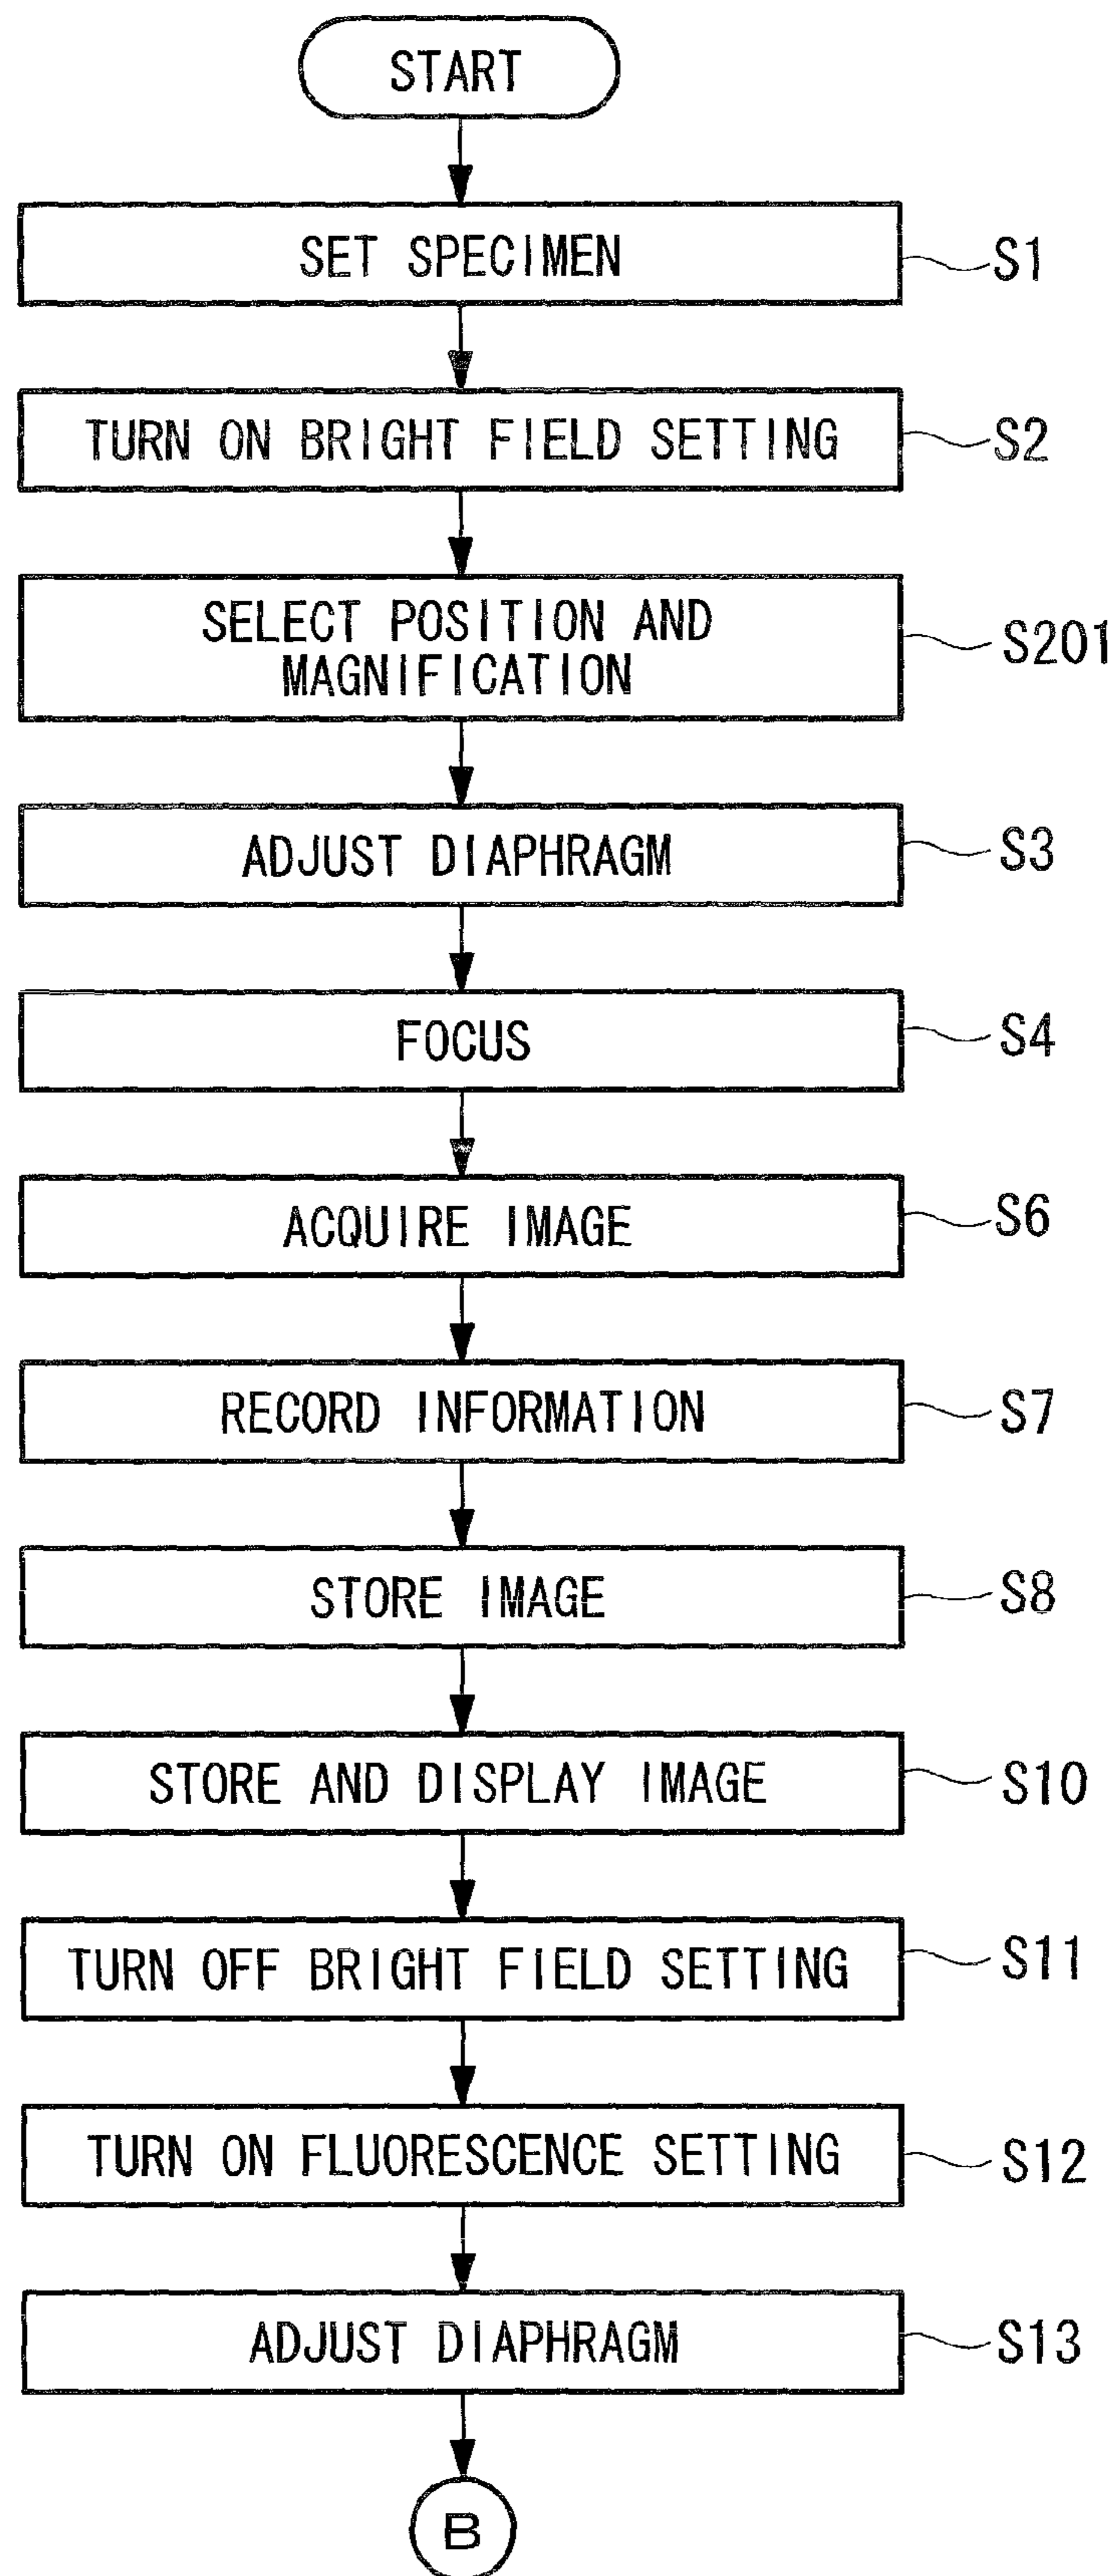 START
SET SPECIMEN S1
TURN ON BRIGHT FIELD SETTING S2
SELECT POSITION AND
MAGNIFICATION S201
ADJUST DIAPHRAGM S3
FOCUS S4
ACQUIRE IMAGE S6
RECORD INFORMATION S7
STORE IMAGE S8
STORE AND DISPLAY IMAGE S10
TURN OFF BRIGHT FIELD SETTING S11
TURN ON FLUORESCENCE SETTING S12
ADJUST DIAPHRAGM S13
B